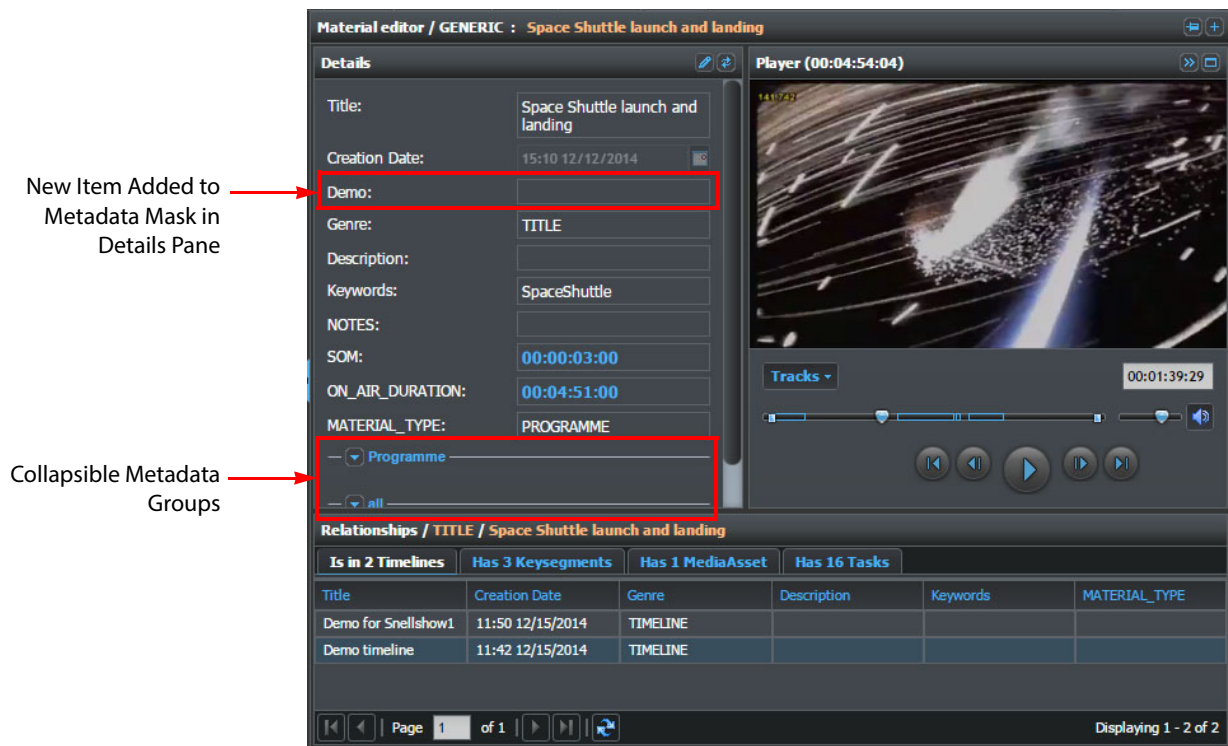 Material editor / GENERIC : Space Shuttle launch and landing
Details
Player (00:04:54:04)
Title:
Space Shuttle launch and
landing
Creation Date:
15:10 12/12/2014
New Item Added to
Metadata Mask in
Details Pane
Demo:
Genre:
TITLE
Description:
Keywords:
SpaceShuttle
NOTES:
SOM:
00:00:03:00
ON_AIR_DURATION:
00:04:51:00
MATERIAL_TYPE:
PROGRAMME
Collapsible Metadata
Groups
Programme
all
141:742
Tracks
00:01:39:29
Relationships / TITLE / Space Shuttle launch and landing
Is in 2 Timelines Has 3 Keysegments Has 1 MediaAsset Has 16 Tasks
Title Creation Date Genre Description Keywords MATERIAL_TYPE
Demo for Snellshow1 11:50 12/15/2014 TIMELINE
Demo timeline 11:42 12/15/2014 TIMELINE
Page 1 of 1
Displaying 1 - 2 of 2